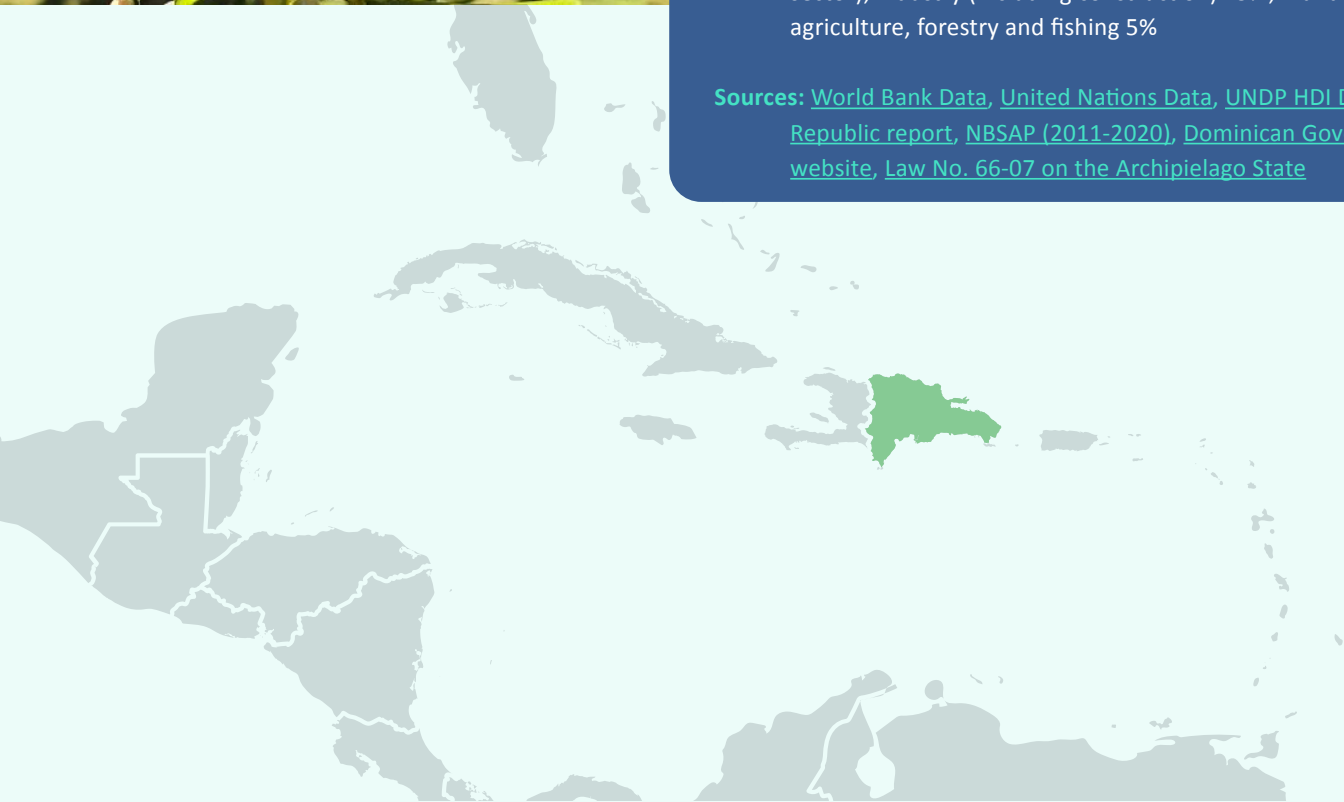 agriculture, forestry and fishing 5%
Sources: World Bank Data, United Nations Data, UNDP HDI
Republic report, NBSAP (2011-2020), Dominican Gov
website, Law No. 66-07 on the Archipielago State